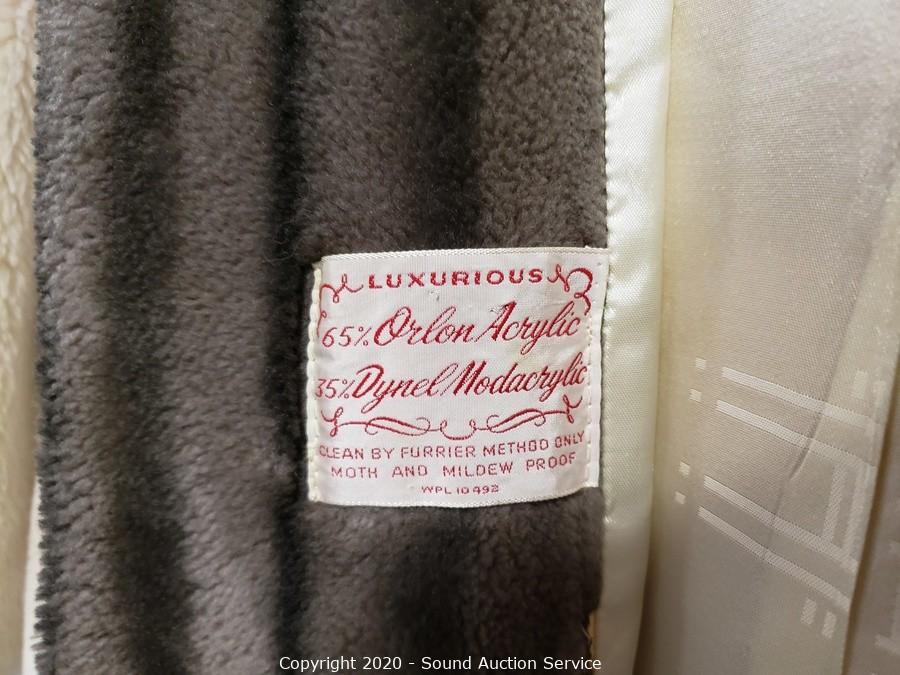 LUXURIOUS
65% Orlon Acrylic
35% Dynel Modacrylic
CLEAN BY FURRIER METHOD ONLY
MOTH AND MILDEW PROOF
WPL 10492
Copyright 2020 - Sound Auction Service